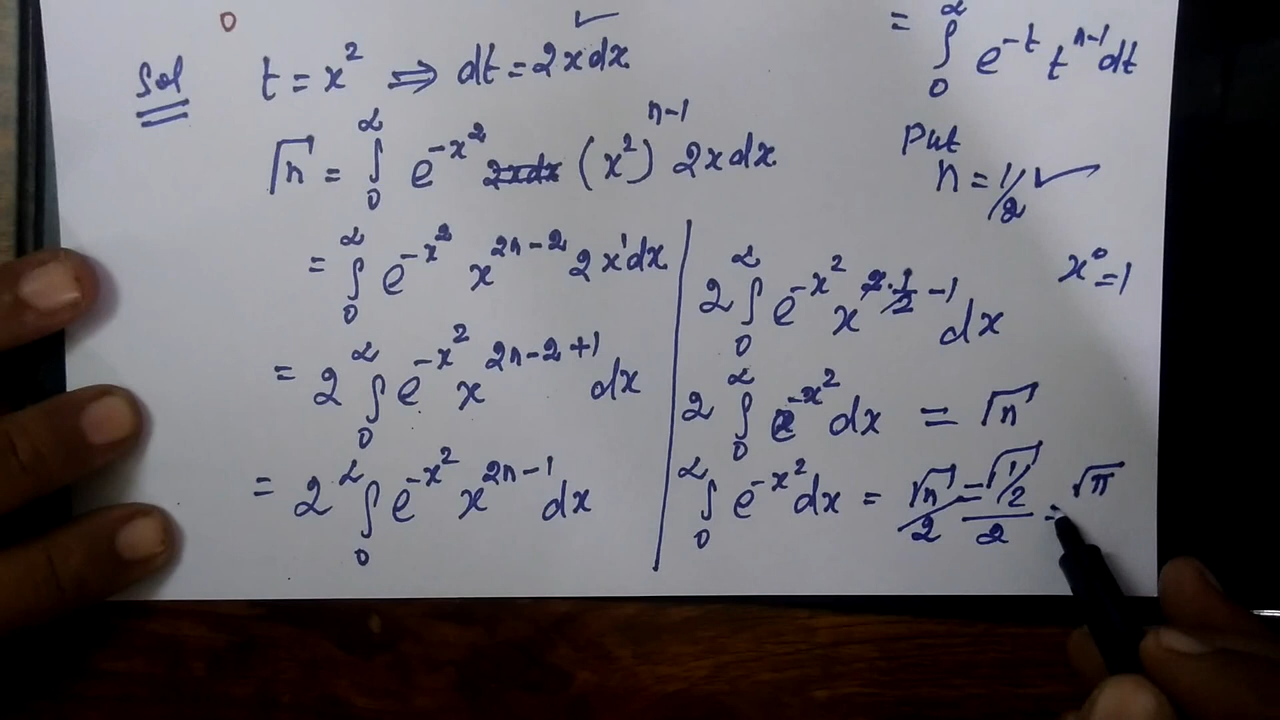 Sol t = x² ⟹ dt = 2x dx ✓
= ∫₀^∞ e^{-t} t^{n-1} dt
Γn = ∫₀^∞ e^{-x²} (x²)^{n-1} 2x dx
Put
n = 1/2 ✓
= ∫₀^∞ e^{-x²} x^{2n-2} 2 x¹ dx
= 2 ∫₀^∞ e^{-x²} x^{2n-2+1} dx
= 2 ∫₀^∞ e^{-x²} x^{2n-1} dx
2 ∫₀^∞ e^{-x²} x^{2·1/2 -1} dx
x⁰ = 1
2 ∫₀^∞ e^{-x²} dx = Γn
∫₀^∞ e^{-x²} dx = Γn/2 = Γ(1/2)/2 = √π